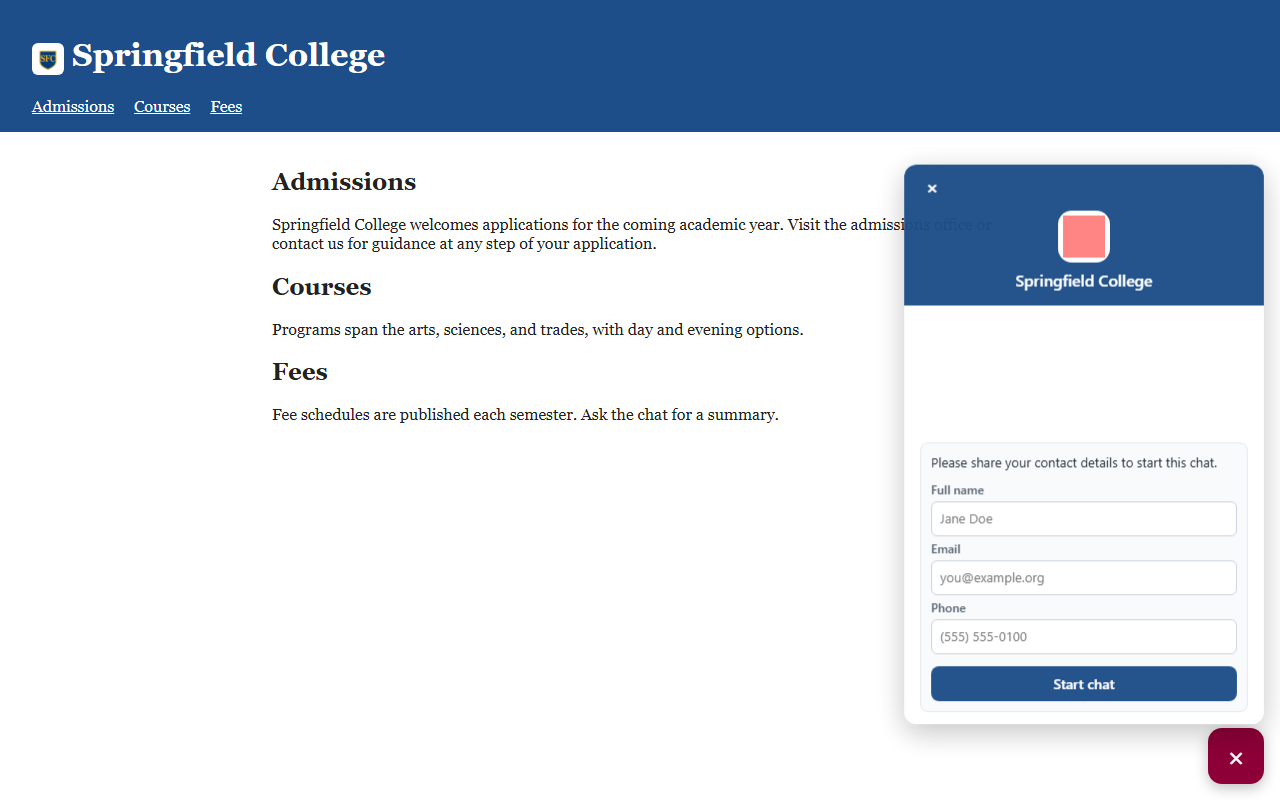 SFC
Springfield College
Admissions Courses Fees
Admissions
Springfield College welcomes applications for the coming academic year. Visit the admissions office or
contact us for guidance at any step of your application.
Courses
Programs span the arts, sciences, and trades, with day and evening options.
Fees
Fee schedules are published each semester. Ask the chat for a summary.
×
Springfield College
Please share your contact details to start this chat.
Full name
Jane Doe
Email
you@example.org
Phone
(555) 555-0100
Start chat
×